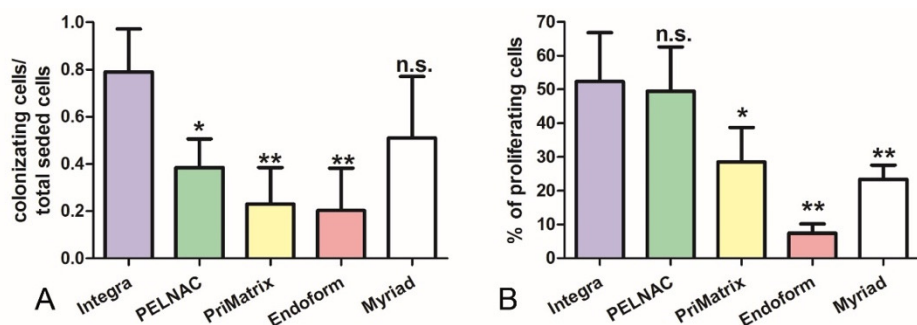 colonizating cells/
total seded cells
1.0
0.8
0.6
0.4
0.2
0.0
*
**
**
n.s.
Integra
PELNAC
PriMatrix
Endoform
Myriad
A
% of proliferating cells
70
60
50
40
30
20
10
0
n.s.
*
**
**
Integra
PELNAC
PriMatrix
Endoform
Myriad
B